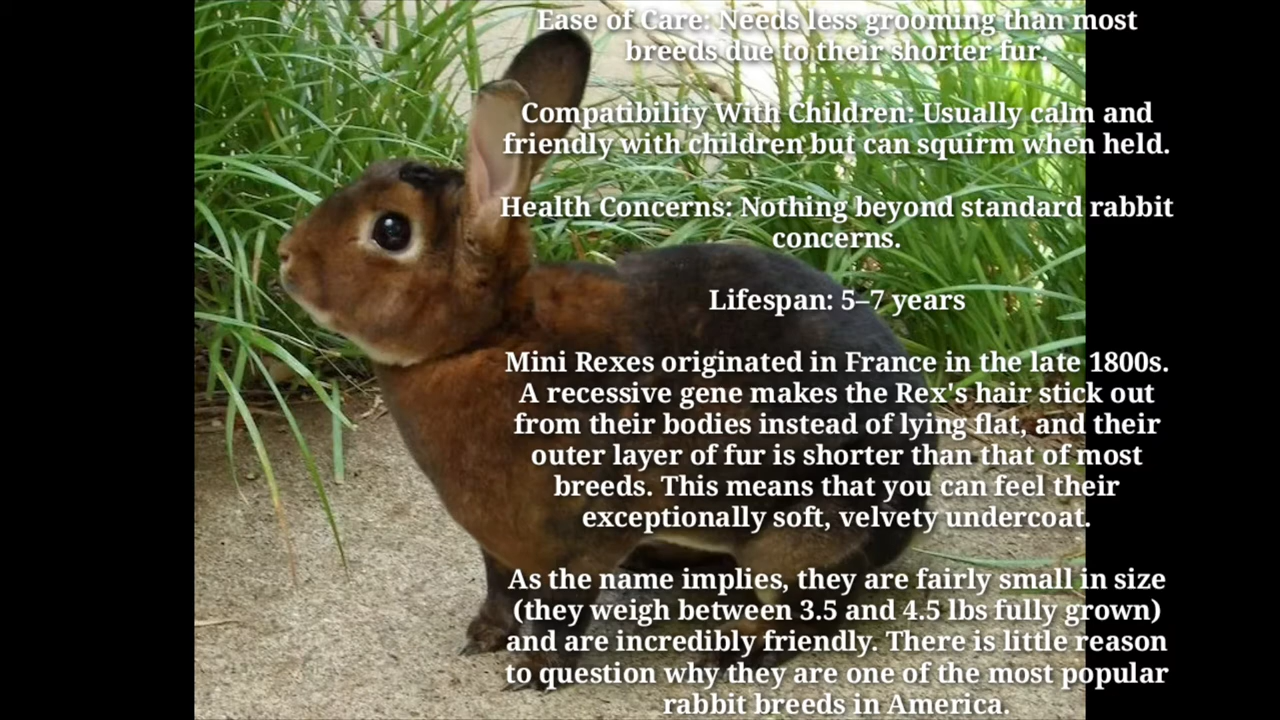 Ease of Care: Needs less grooming than most
breeds due to their shorter fur.
Compatibility With Children: Usually calm and
friendly with children but can squirm when held.
Health Concerns: Nothing beyond standard rabbit
concerns.
Lifespan: 5–7 years
Mini Rexes originated in France in the late 1800s.
A recessive gene makes the Rex's hair stick out
from their bodies instead of lying flat, and their
outer layer of fur is shorter than that of most
breeds. This means that you can feel their
exceptionally soft, velvety undercoat.
As the name implies, they are fairly small in size
(they weigh between 3.5 and 4.5 lbs fully grown)
and are incredibly friendly. There is little reason
to question why they are one of the most popular
rabbit breeds in America.